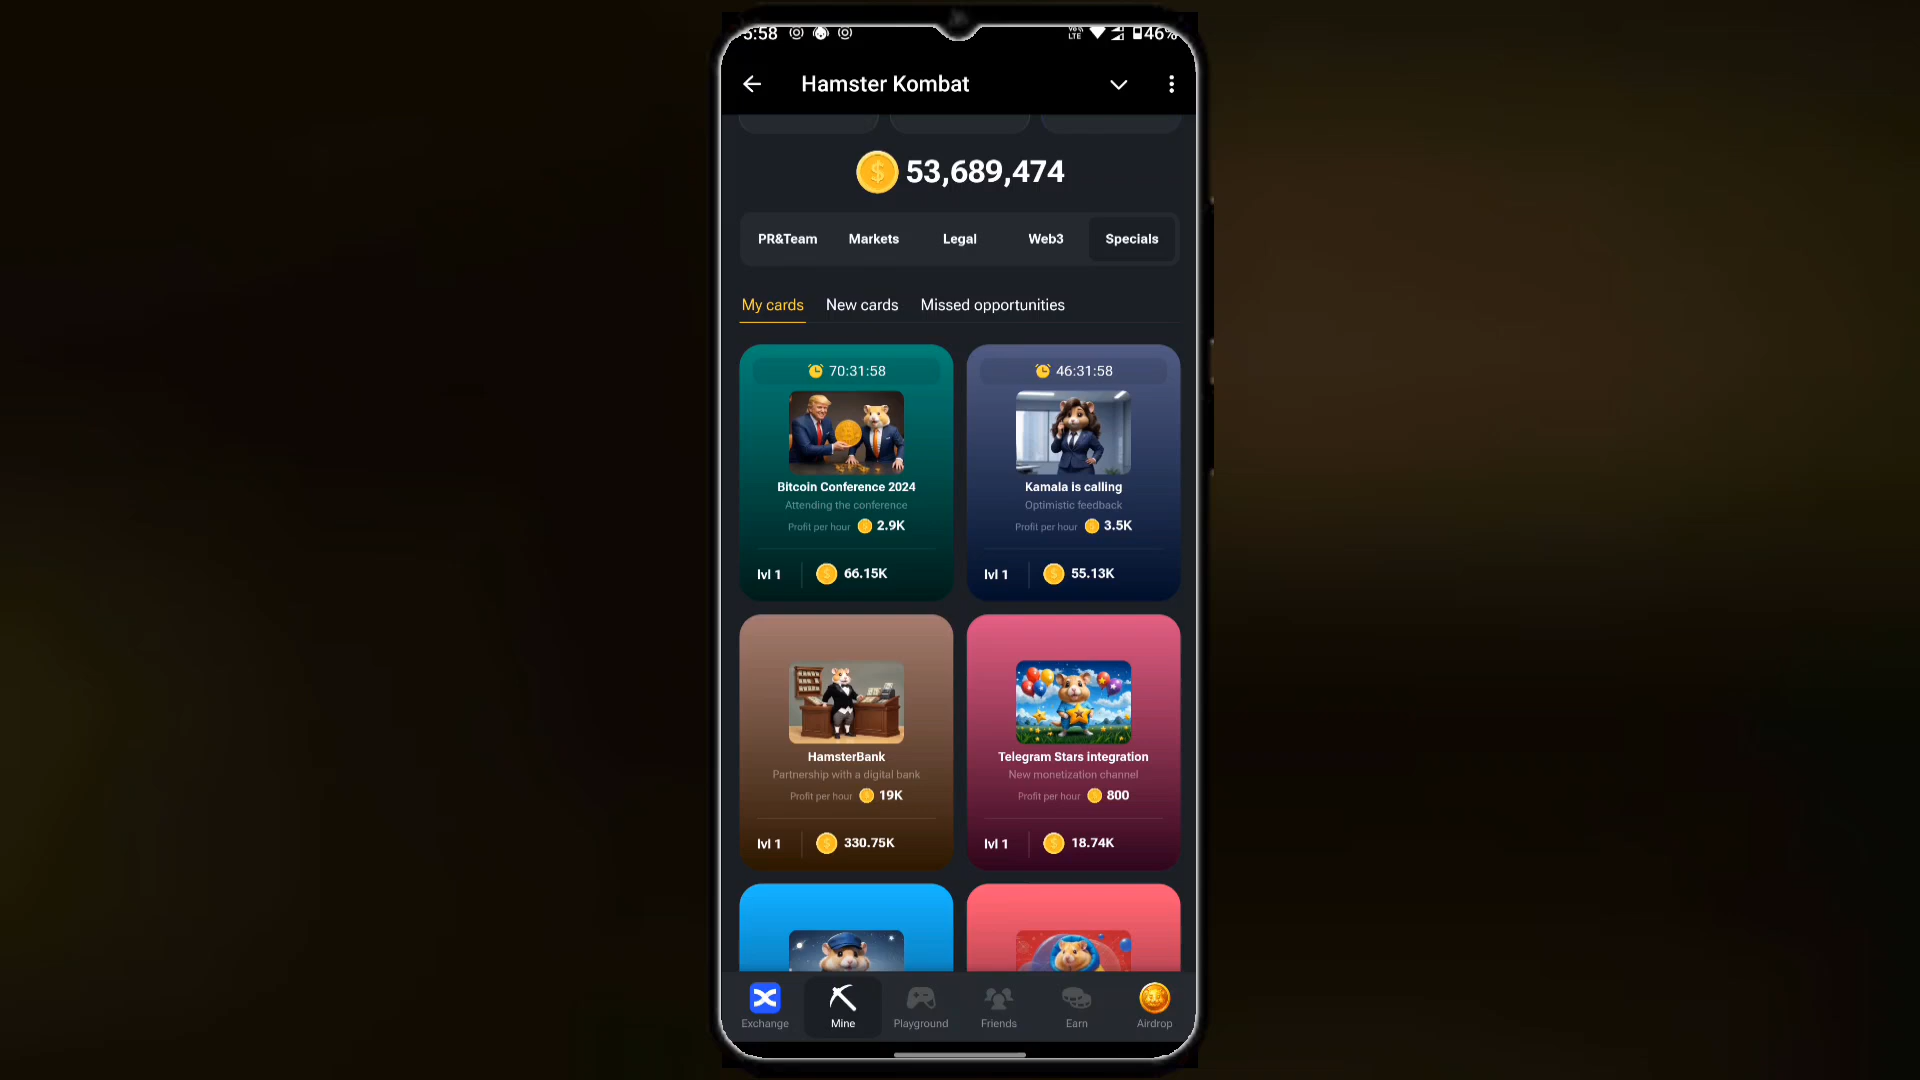 5:58 46%
Hamster Kombat
53,689,474
PR&Team Markets Legal Web3 Specials
My cards New cards Missed opportunities
70:31:58
Bitcoin Conference 2024
Attending the conference
Profit per hour 2.9K
lvl 1 66.15K
46:31:58
Kamala is calling
Optimistic feedback
Profit per hour 3.5K
lvl 1 55.13K
HamsterBank
Partnership with a digital bank
Profit per hour 19K
lvl 1 330.75K
Telegram Stars integration
New monetization channel
Profit per hour 800
lvl 1 18.74K
Exchange Mine Playground Friends Earn Airdrop